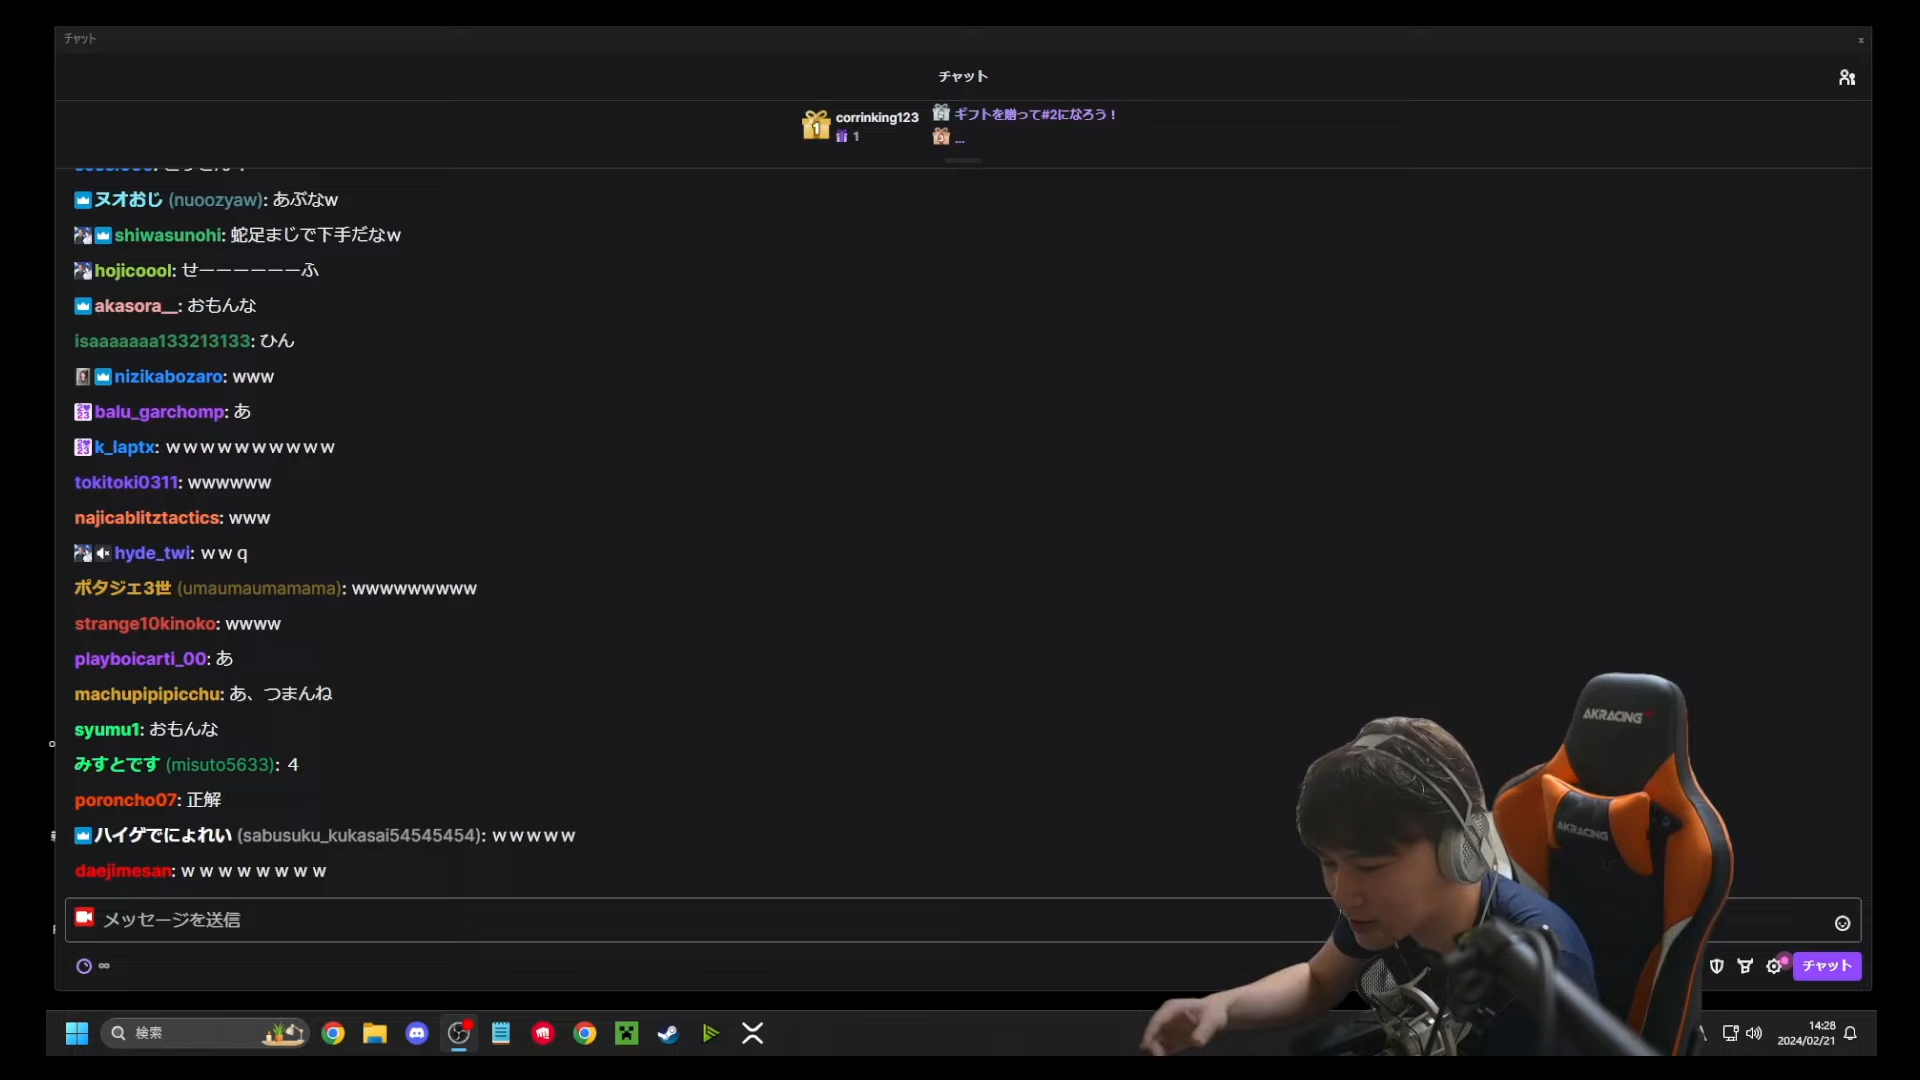 チャット
チャット
corrinking123
1
ギフトを贈って#2になろう！
...
ヌオおじ (nuoozyaw): あぶなw
shiwasunohi: 蛇足まじで下手だなw
hojicoool: せーーーーーーふ
akasora__: おもんな
isaaaaaaa133213133: ひん
nizikabozaro: www
balu_garchomp: あ
k_laptx: ｗｗｗｗｗｗｗｗｗｗ
tokitoki0311: wwwwww
najicablitztactics: www
hyde_twi: ｗｗｑ
ポタジェ3世 (umaumaumamama): wwwwwwwww
strange10kinoko: wwww
playboicarti_00: あ
machupipipicchu: あ、つまんね
syumu1: おもんな
みすとです (misuto5633): ４
poroncho07: 正解
ハイゲでにょれい (sabusuku_kukasai54545454): ｗｗｗｗｗ
daejimesan: ｗｗｗｗｗｗｗｗ
メッセージを送信
∞
チャット
AKRACING
AKRACING
検索
14:28
2024/02/21